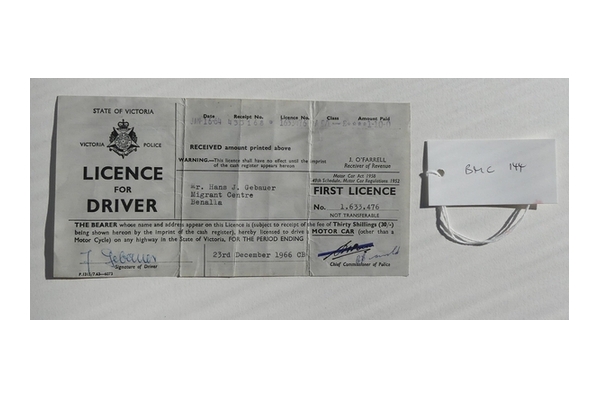 STATE OF VICTORIA
VICTORIA POLICE
LICENCE
FOR
DRIVER
Date Receipt No. Licence No. Class Amount Paid
RECEIVED amount printed above
WARNING.—This licence shall have no effect until the imprint
of the cash register appears hereon
J. O'FARRELL
Receiver of Revenue
Motor Car Act 1958
Mr. Hans J. Gebauer
Migrant Centre
Benalla
FIRST LICENCE
No. 1.633.476
NOT TRANSFERABLE
THE BEARER whose name and address appear on this Licence is (subject to receipt of the fee of Thirty Shillings (30/-)
being shown hereon by the imprint of the cash register), hereby licensed to drive a MOTOR CAR (other than a
Motor Cycle) on any highway in the State of Victoria, FOR THE PERIOD ENDING
23rd December 1966
Signature of Driver
Chief Commissioner of Police
BMC 144